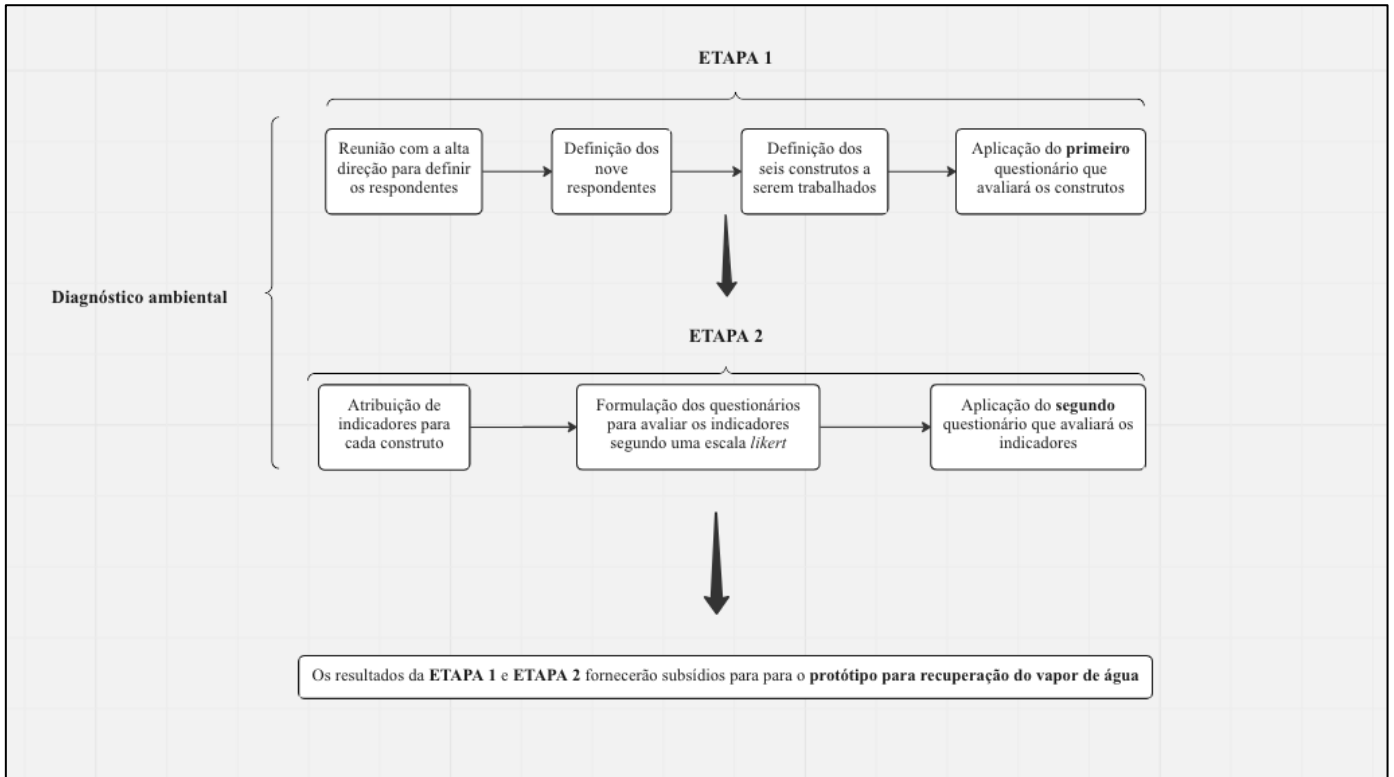 ETAPA 1
Reunião com a alta
direção para definir
os respondentes
Definição dos
nove
respondentes
Definição dos
seis construtos a
serem trabalhados
Aplicação do primeiro
questionário que
avaliará os construtos
Diagnóstico ambiental
ETAPA 2
Atribuição de
indicadores para
cada construto
Formulação dos questionários
para avaliar os indicadores
segundo uma escala likert
Aplicação do segundo
questionário que avaliará os
indicadores
Os resultados da ETAPA 1 e ETAPA 2 fornecerão subsídios para para o protótipo para recuperação do vapor de água